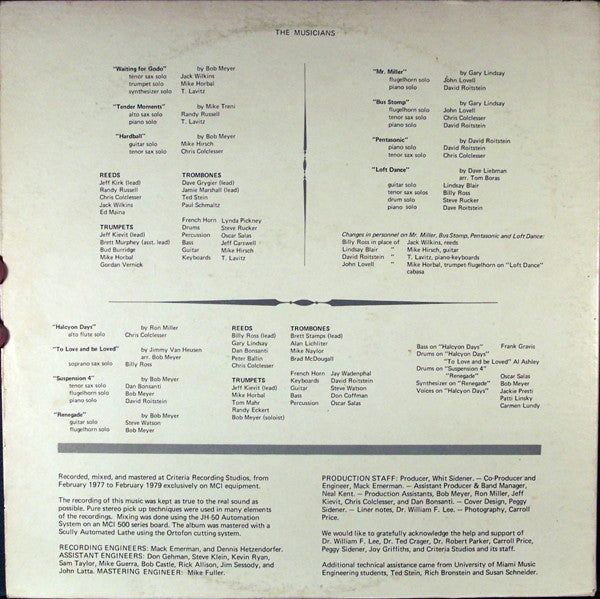 THE MUSICIANS
"Waiting for Godo" by Bob Meyer
tenor sax solo Jack Wilkins
trumpet solo Mike Horbal
synthesizer solo T. Lavitz
"Tender Moments" by Mike Treni
alto sax solo Randy Russell
piano solo T. Lavitz
"Hardball" by Bob Meyer
guitar solo Mike Hirsch
tenor sax solo Chris Colclesser
REEDS
Jeff Kirk (lead)
Randy Russell
Chris Colclesser
Jack Wilkins
Ed Maina
TRUMPETS
Jeff Kievit (lead)
Brett Murphey (asst. lead)
Bud Burridge
Mike Horbal
Gordan Vernick
TROMBONES
Dave Grygier (lead)
Jamie Marshall (lead)
Ted Stein
Paul Schmaltz
French Horn Lynda Pickney
Drums Steve Rucker
Percussion Oscar Salas
Bass Jeff Carswell
Guitar Mike Hirsch
Keyboards T. Lavitz
"Mr. Miller" by Gary Lindsay
flugelhorn solo John Lovell
piano solo David Roitstein
"Bus Stomp" by Gary Lindsay
flugelhorn solo John Lovell
tenor sax solo Chris Colclesser
piano solo David Roitstein
"Pentasonic" by David Roitstein
piano solo David Roitstein
tenor sax solo Chris Colclesser
"Loft Dance" by Dave Liebman
arr. Tom Boras
guitar solo Lindsay Blair
tenor sax solos Billy Ross
drum solo Steve Rucker
piano solo Dave Roitstein
Changes in personnel on Mr. Miller, Bus Stomp, Pentasonic and Loft Dance:
Billy Ross in place of Jack Wilkins, reeds
Lindsay Blair " Mike Hirsch, guitar
David Roitstein " T. Lavitz, piano-keyboards
John Lovell " Mike Horbal, trumpet flugelhorn on "Loft Dance"
cabasa
"Halcyon Days" by Ron Miller
alto flute solo Chris Colclesser
"To Love and be Loved" by Jimmy Van Heusen
arr. Bob Meyer
soprano sax solo Billy Ross
"Suspension 4" by Bob Meyer
tenor sax solo Dan Bonsanti
flugelhorn solo Bob Meyer
piano solo David Roitstein
"Renegade" by Bob Meyer
guitar solo Steve Watson
flugelhorn solo Bob Meyer
REEDS
Billy Ross (lead)
Gary Lindsay
Dan Bonsanti
Peter Ballin
Chris Colclesser
TRUMPETS
Jeff Kievit (lead)
Mike Horbal
Tom Mahr
Randy Eckert
Bob Meyer (soloist)
TROMBONES
Brett Stamps (lead)
Alan Lichliter
Mike Naylor
Brad McDougall
French Horn Jay Wadenphal
Keyboards David Roitstein
Guitar Steve Watson
Bass Don Coffman
Percussion Oscar Salas
Bass on "Halcyon Days" Frank Gravis
Drums on "Halcyon Days"
"To Love and be Loved" Al Ashley
Drums on "Suspension 4"
"Renegade" Oscar Salas
Synthesizer on "Renegade" Bob Meyer
Voices on "Halcyon Days" Jackie Presti
Patti Linsky
Carmen Lundy
Recorded, mixed, and mastered at Criteria Recording Studios, from
February 1977 to February 1979 exclusively on MCI equipment.
The recording of this music was kept as true to the real sound as
possible. Pure stereo pick up techniques were used in many elements
of the recordings. Mixing was done using the JH-50 Automation
System on an MCI 500 series board. The album was mastered with a
Scully Automated Lathe using the Ortofon cutting system.
RECORDING ENGINEERS: Mack Emerman, and Dennis Hetzendorfer.
ASSISTANT ENGINEERS: Don Gehman, Steve Klein, Kevin Ryan,
Sam Taylor, Mike Guerra, Bob Castle, Rick Allison, Jim Sessody, and
John Latta. MASTERING ENGINEER: Mike Fuller.
PRODUCTION STAFF: Producer, Whit Sidener. — Co-Producer and
Engineer, Mack Emerman. — Assistant Producer & Band Manager,
Neal Kent. — Production Assistants, Bob Meyer, Ron Miller, Jeff
Kievit, Chris Colclesser, and Dan Bonsanti. — Cover Design, Peggy
Sidener. — Liner notes, Dr. William F. Lee. — Photography, Carroll
Price.
We would like to gratefully acknowledge the help and support of
Dr. William F. Lee, Dr. Ted Crager, Dr. Robert Parker, Carroll Price,
Peggy Sidener, Joy Griffiths, and Criteria Studios and its staff.
Additional technical assistance came from University of Miami Music
Engineering students, Ted Stein, Rich Bronstein and Susan Schneider.